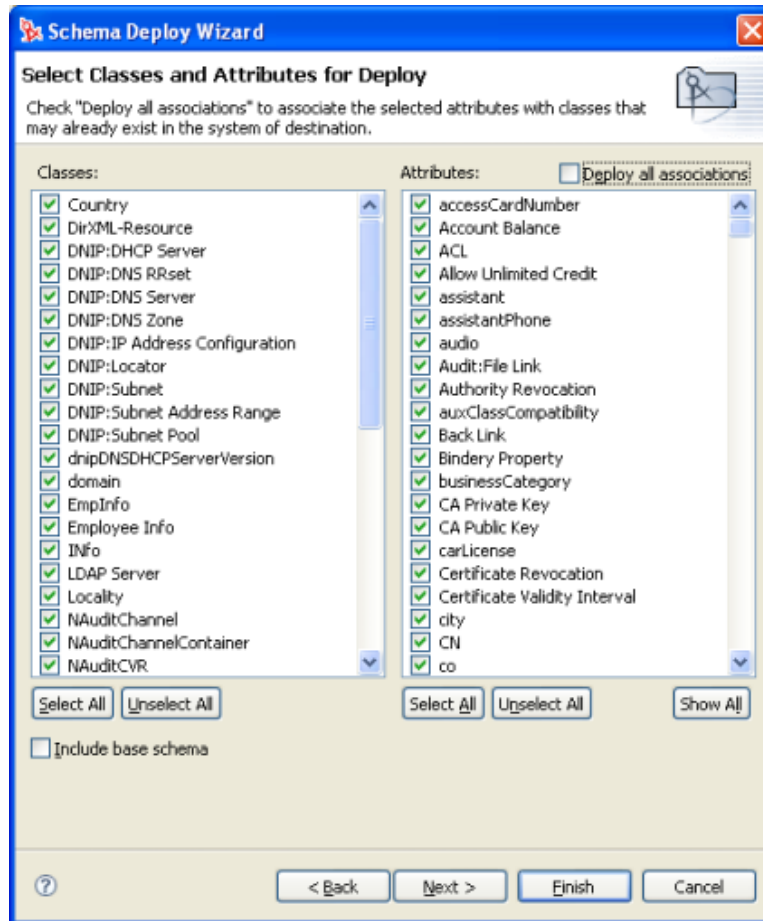 Schema Deploy Wizard
Select Classes and Attributes for Deploy
Check "Deploy all associations" to associate the selected attributes with classes that
may already exist in the system of destination.
Classes:
Country
DirXML-Resource
DNIP:DHCP Server
DNIP:DNS RRset
DNIP:DNS Server
DNIP:DNS Zone
DNIP:IP Address Configuration
DNIP:Locator
DNIP:Subnet
DNIP:Subnet Address Range
DNIP:Subnet Pool
dnipDNSDHCPServerVersion
domain
EmpInfo
Employee Info
INfo
LDAP Server
Locality
NAuditChannel
NAuditChannelContainer
NAuditCVR
Select All Unselect All
Include base schema
Attributes: Deploy all associations
accessCardNumber
Account Balance
ACL
Allow Unlimited Credit
assistant
assistantPhone
audio
Audit:File Link
Authority Revocation
auxClassCompatibility
Back Link
Bindery Property
businessCategory
CA Private Key
CA Public Key
carLicense
Certificate Revocation
Certificate Validity Interval
city
CN
co
Select All Unselect All Show All
? < Back Next > Finish Cancel